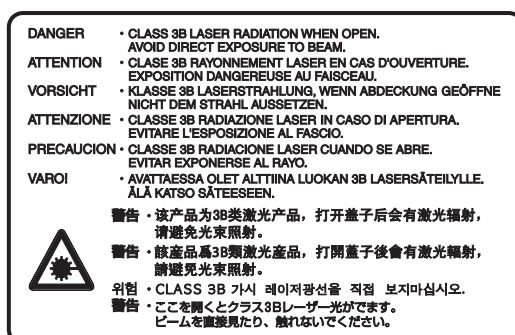 DANGER · CLASS 3B LASER RADIATION WHEN OPEN.
AVOID DIRECT EXPOSURE TO BEAM.
ATTENTION · CLASE 3B RAYONNEMENT LASER EN CAS D'OUVERTURE.
EXPOSITION DANGEREUSE AU FAISCEAU.
VORSICHT · KLASSE 3B LASERSTRAHLUNG, WENN ABDECKUNG GEÖFFNE
NICHT DEM STRAHL AUSSETZEN.
ATTENZIONE · CLASSE 3B RADIAZIONE LASER IN CASO DI APERTURA.
EVITARE L'ESPOSIZIONE AL FASCIO.
PRECAUCION · CLASSE 3B RADIACIONE LASER CUANDO SE ABRE.
EVITAR EXPONERSE AL RAYO.
VAROI · AVATTAESSA OLET ALTTIINA LUOKAN 3B LASERSÄTEILYLLE.
ÄLÄ KATSO SÄTEESEEN.
警告 · 该产品为3B类激光产品，打开盖子后会有激光辐射，
请避免光束照射。
警告 · 該産品爲3B類激光産品，打開蓋子後會有激光輻射，
請避免光束照射。
위험 · CLASS 3B 가시 레이저광선을 직접 보지마십시오.
警告 · ここを開くとクラス3Bレーザー光がでます。
ビームを直接見たり、触れないでください。